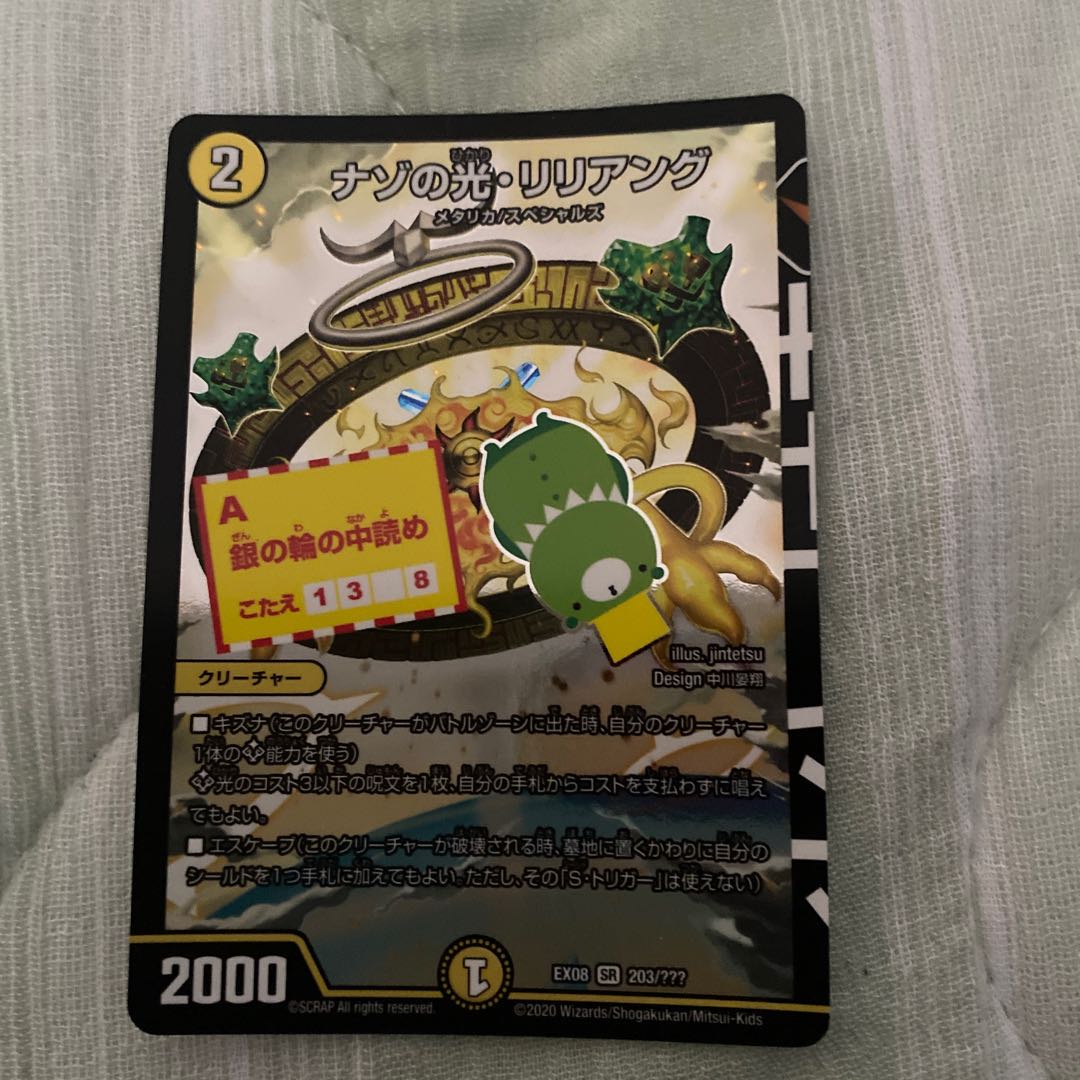 2
ナゾの光・リリアング
メタリカ/スペシャルズ
A
銀の輪の中読め
こたえ 1 3 8
illus. jintetsu
Design 中川晏翔
クリーチャー
■キズナ(このクリーチャーがバトルゾーンに出た時、自分のクリーチャー
1体の能力を使う)
光のコスト3以下の呪文を1枚、自分の手札からコストを支払わずに唱え
てもよい。
■エスケープ(このクリーチャーが破壊される時、墓地に置くかわりに自分の
シールドを1つ手札に加えてもよい。ただし、その「S・トリガー」は使えない)
2000
1
EX08 SR 203/???
©SCRAP All rights reserved.
©2020 Wizards/Shogakukan/Mitsui-Kids